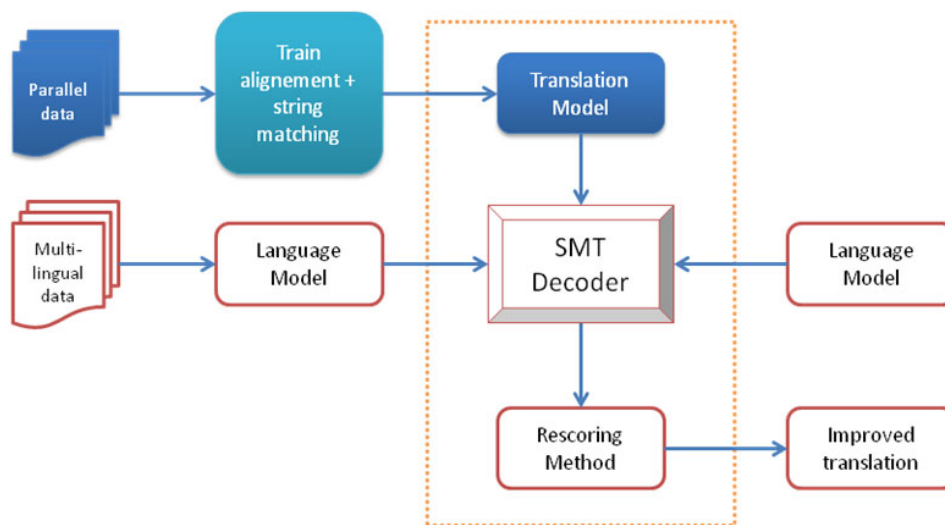 Parallel
data
Train
alignement +
string
matching
Translation
Model
Multi-
lingual
data
Language
Model
SMT
Decoder
Language
Model
Rescoring
Method
Improved
translation